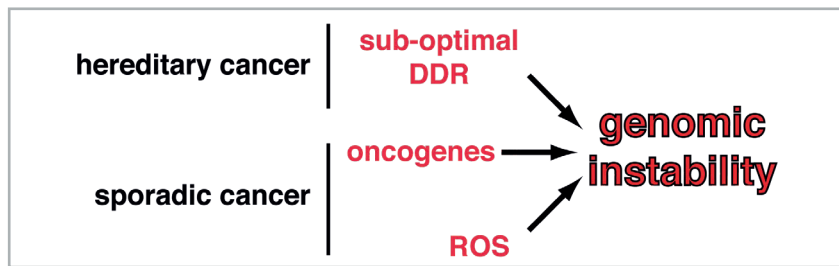 hereditary cancer
sub-optimal
DDR
genomic
instability
oncogenes
sporadic cancer
ROS